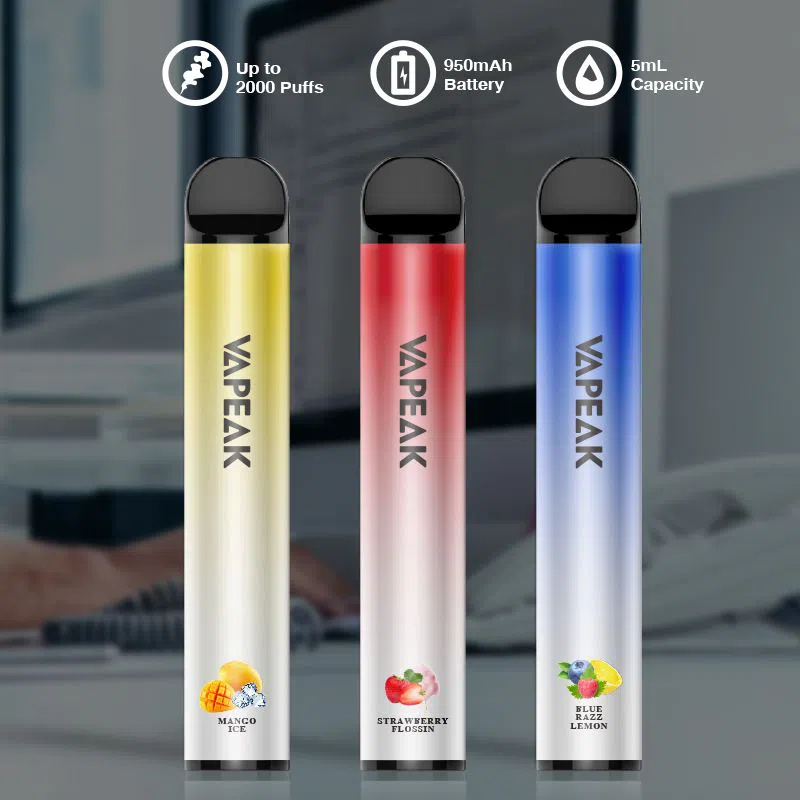 Up to
2000 Puffs
950mAh
Battery
5mL
Capacity
VAPEAK
VAPEAK
VAPEAK
MANGO
ICE
STRAWBERRY
FLOSSIN
BLUE
RAZZ
LEMON